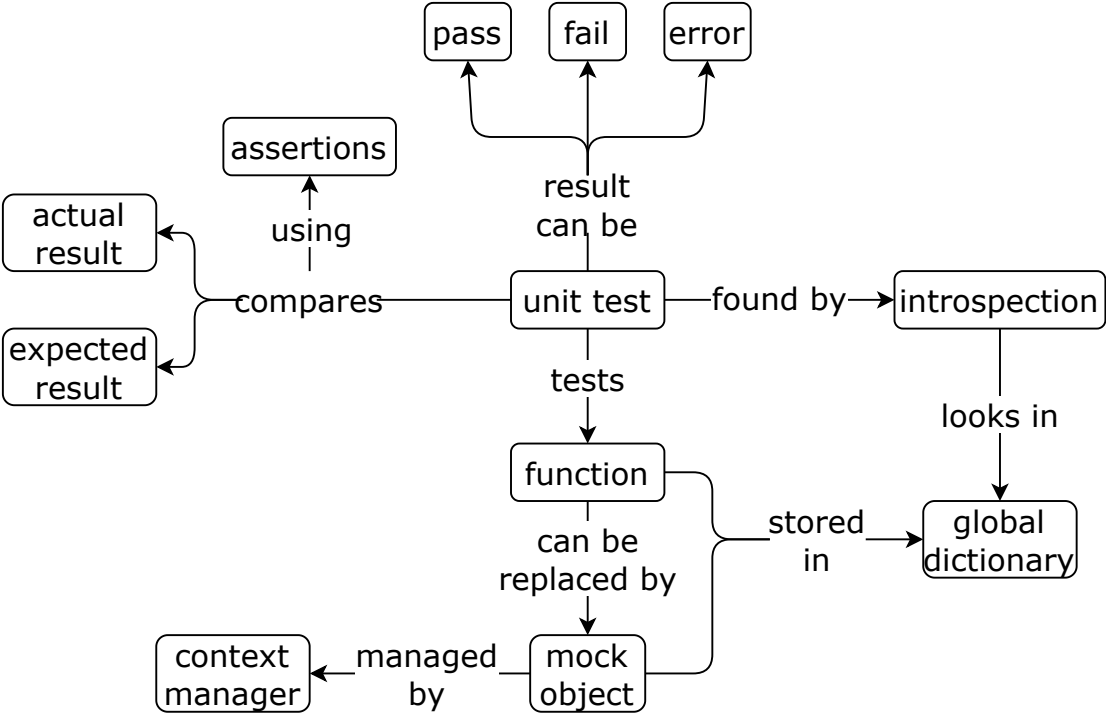 pass
fail
error
assertions
result
can be
actual
result
using
compares
unit test
found by
introspection
expected
result
tests
looks in
function
can be
replaced by
stored
in
global
dictionary
context
manager
managed
by
mock
object